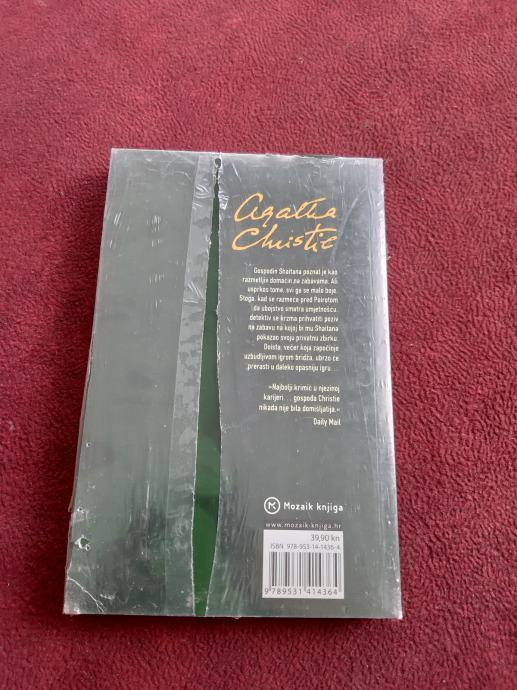 Agatha
Christie
Gospodin Shaitana poznat je kao
razmetljiv domaćin na zabavama. Ali
usprkos tome, svi ga se malo boje.
Stoga, kad se razmeće pred Poirotom
da ubojstvo smatra umjetnošću,
detektiv se krzma prihvatiti poziv
na zabavu na kojoj bi mu Shaitana
pokazao svoju privatnu zbirku.
Doista, večer koja započinje
uzbudljivom igrom bridža, ubrzo će
prerasti u daleko opasniju igru...
»Najbolji krimić u njezinoj
karijeri... gospođa Christie
nikada nije bila domišljatija.«
Daily Mail
Mozaik knjiga
www.mozaik-knjiga.hr
39,90 kn
ISBN 978-953-14-1436-4
9 789531 414364